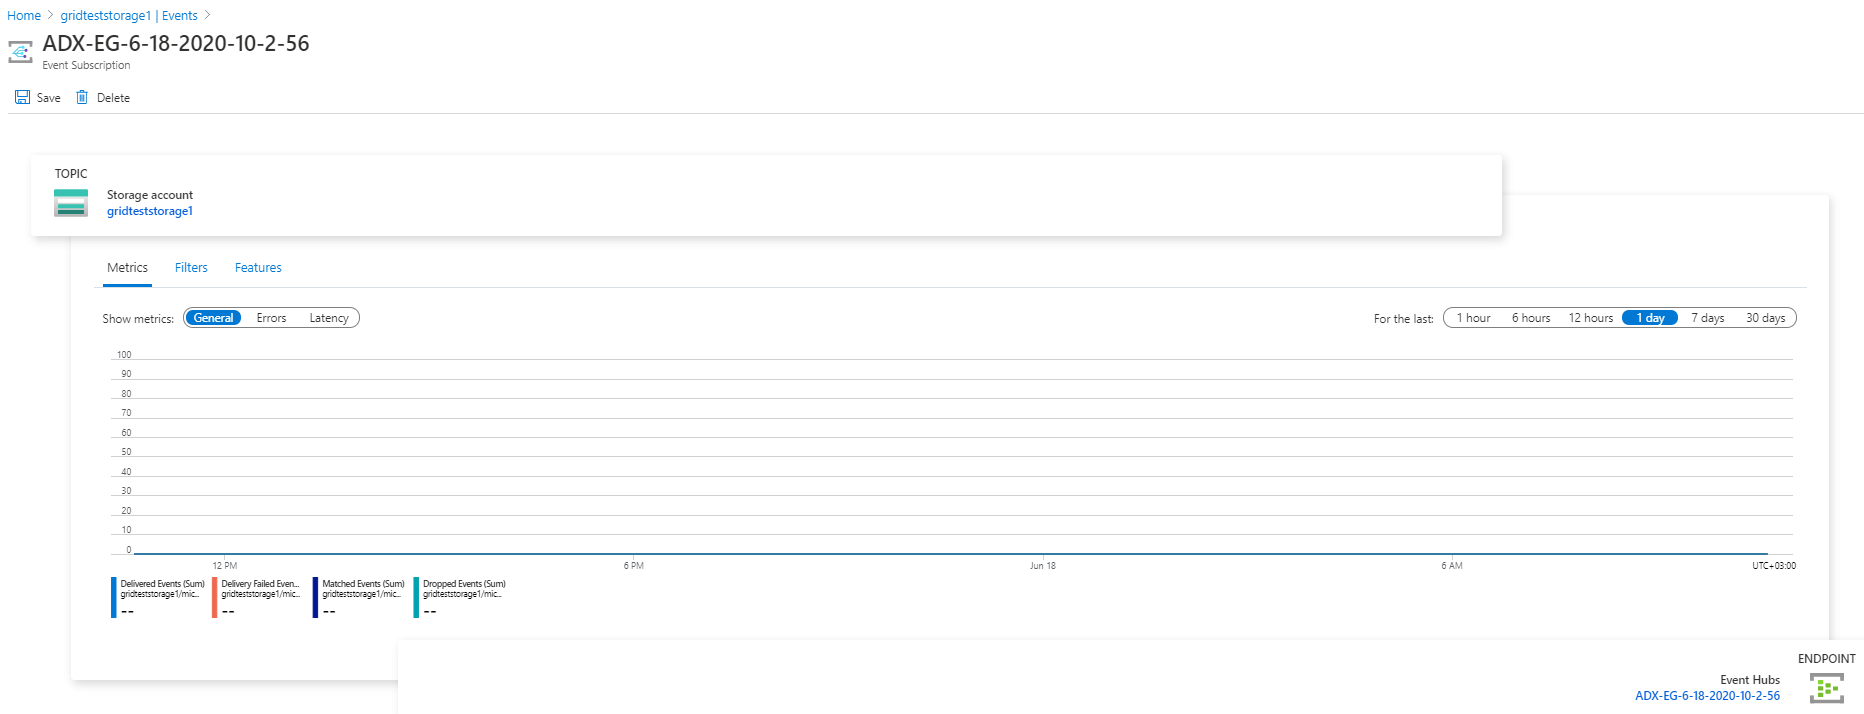 Home > gridteststorage1 | Events >
ADX-EG-6-18-2020-10-2-56
Event Subscription
Save Delete
TOPIC
Storage account
gridteststorage1
Metrics Filters Features
Show metrics: General Errors Latency For the last: 1 hour 6 hours 12 hours 1 day 7 days 30 days
100
90
80
70
60
50
40
30
20
10
0
12 PM 6 PM Jun 18 6 AM UTC+03:00
Delivered Events (Sum) Delivery Failed Even... Matched Events (Sum) Dropped Events (Sum)
gridteststorage1/mic... gridteststorage1/mic... gridteststorage1/mic... gridteststorage1/mic...
-- -- -- --
ENDPOINT
Event Hubs
ADX-EG-6-18-2020-10-2-56